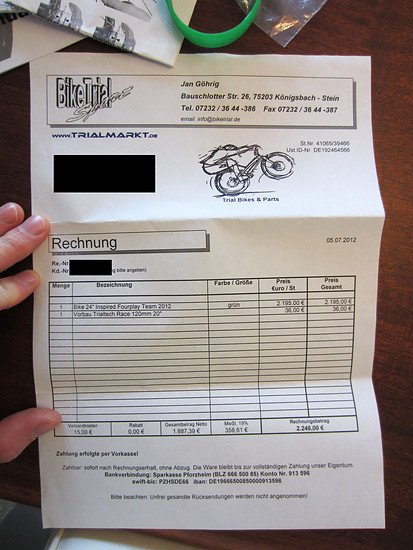 BikeTrial
Jan Göhrig
Bauschlotter Str. 26, 75203 Königsbach - Stein
Tel. 07232 / 36 44 -386 Fax 07232 / 36 44 -387
email: info@biketrial.de
www.TRIALMARKT.DE
St.Nr. 41065/39466
Ust.ID-Nr. DE192464566
Trial Bikes & Parts
Rechnung
05.07.2012
Re.-Nr
Kd.-Nr bitte angeben)
Menge Bezeichnung Farbe / Größe Preis €uro / St Preis Gesamt
1 Bike 24" Inspired Fourplay Team 2012 grün 2.195,00 € 2.195,00 €
1 Vorbau Trialtech Race 120mm 20° 36,00 € 36,00 €
Versandkosten Rabatt Gesamtbetrag Netto MwSt. 19% Rechnungsbetrag
15,00 € 0,00 € 1.887,39 € 358,61 € 2.246,00 €
Zahlung erfolgte per Vorkasse!
Zahlbar: sofort nach Rechnungserhalt, ohne Abzug. Die Ware bleibt bis zur vollständigen Zahlung unser Eigentum.
Bankverbindung: Sparkasse Pforzheim (BLZ 666 500 85) Konto Nr. 913 596
swift-bic: PZHSDE66 iban: DE19666500850000913596
Bitte beachten: Unfrei gesandte Rücksendungen werden nicht angenommen!